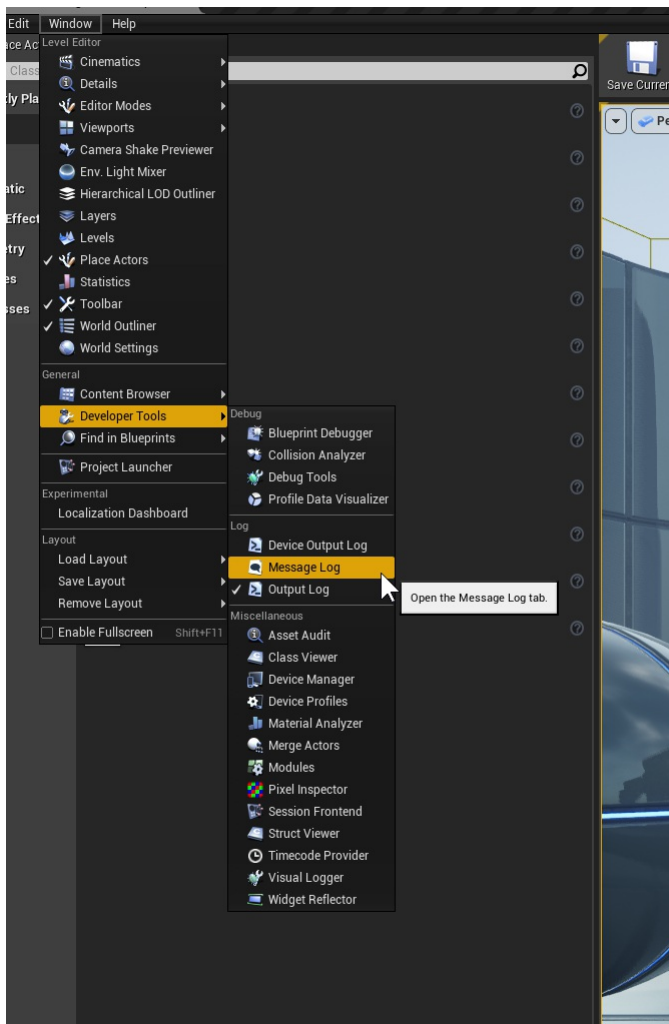 Edit Window Help
Level Editor
Cinematics
Details
Editor Modes
Viewports
Camera Shake Previewer
Env. Light Mixer
Hierarchical LOD Outliner
Layers
Levels
Place Actors
Statistics
Toolbar
World Outliner
World Settings
General
Content Browser
Developer Tools
Find in Blueprints
Project Launcher
Experimental
Localization Dashboard
Layout
Load Layout
Save Layout
Remove Layout
Enable Fullscreen Shift+F11
Debug
Blueprint Debugger
Collision Analyzer
Debug Tools
Profile Data Visualizer
Log
Device Output Log
Message Log
Output Log
Miscellaneous
Asset Audit
Class Viewer
Device Manager
Device Profiles
Material Analyzer
Merge Actors
Modules
Pixel Inspector
Session Frontend
Struct Viewer
Timecode Provider
Visual Logger
Widget Reflector
Open the Message Log tab.
ace Ac
Class
tly Pla
atic
Effect
etry
es
sses
Save Curren
Pe